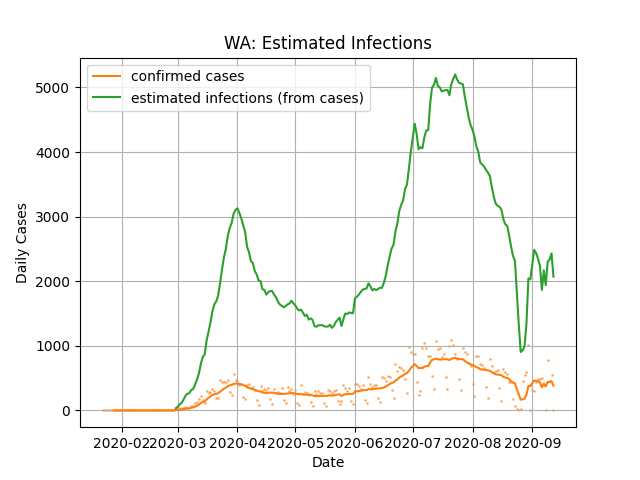 WA: Estimated Infections
confirmed cases
estimated infections (from cases)
5000
4000
3000
2000
1000
0
Daily Cases
2020-02 2020-03 2020-04 2020-05 2020-06 2020-07 2020-08 2020-09
Date